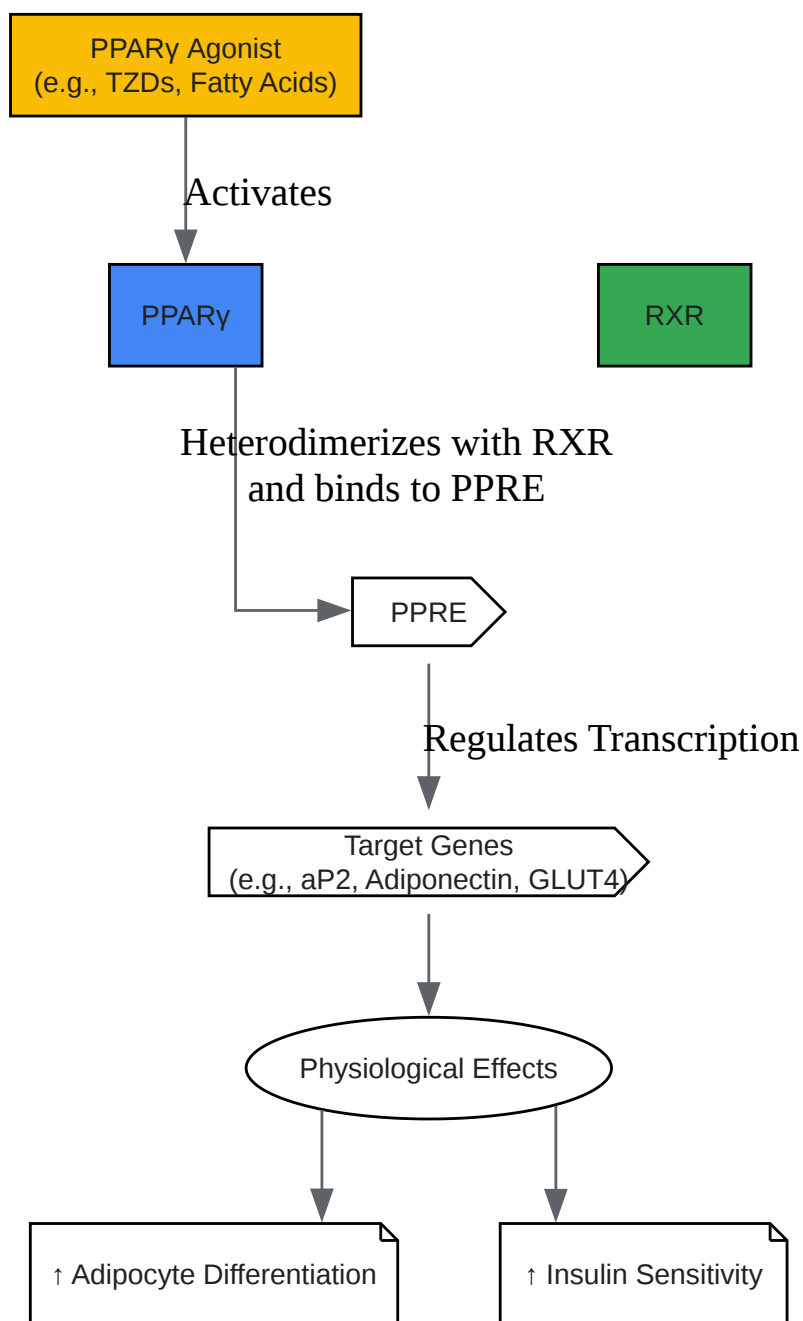 PPARγ Agonist
(e.g., TZDs, Fatty Acids)
Activates
PPARγ
RXR
Heterodimerizes with RXR
and binds to PPRE
PPRE
Regulates Transcription
Target Genes
(e.g., aP2, Adiponectin, GLUT4)
Physiological Effects
↑ Adipocyte Differentiation
↑ Insulin Sensitivity